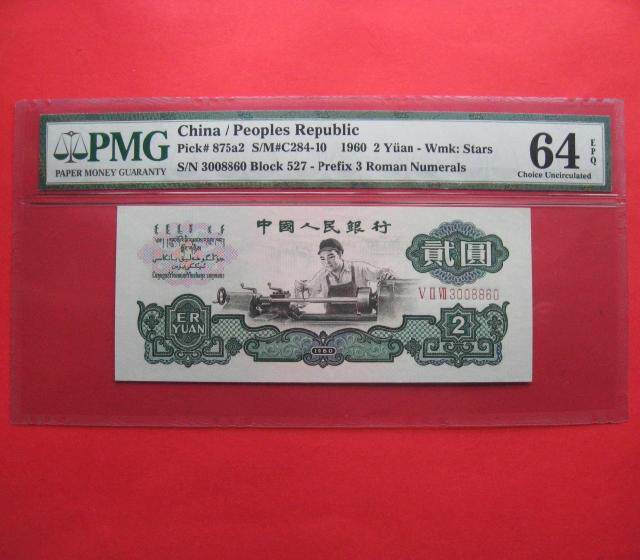 PMG
PAPER MONEY GUARANTY
China / Peoples Republic
Pick# 875a2 S/M#C284-10 1960 2 Yüan - Wmk: Stars
S/N 3008860 Block 527 - Prefix 3 Roman Numerals
64 EPQ
Choice Uncirculated
中國人民銀行
貳圓
V II VII 3008860
ER
YUAN
1960
2